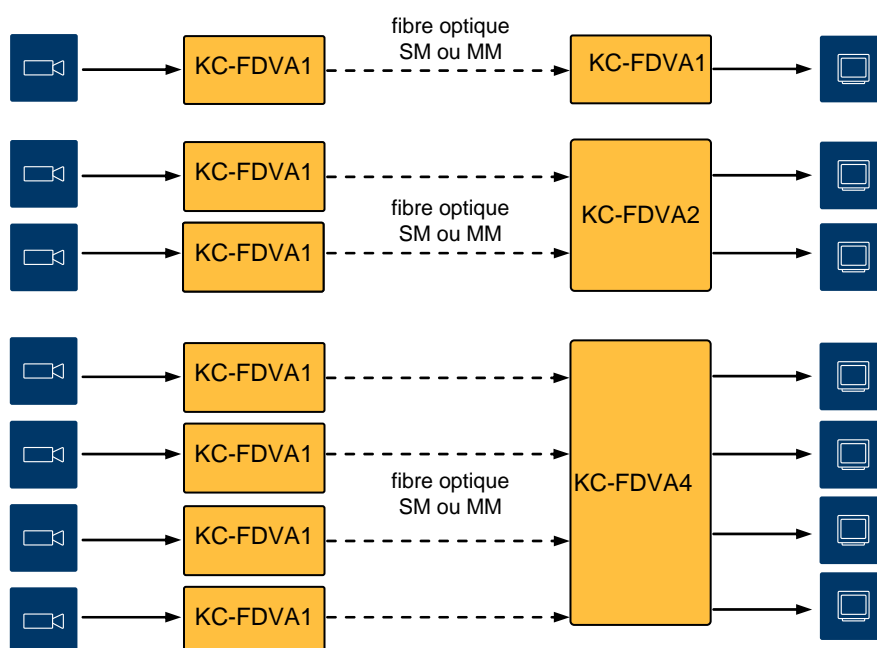 fibre optique
SM ou MM
KC-FDVA1
KC-FDVA1
KC-FDVA1
fibre optique
SM ou MM
KC-FDVA2
KC-FDVA1
KC-FDVA1
KC-FDVA1
fibre optique
SM ou MM
KC-FDVA4
KC-FDVA1
KC-FDVA1